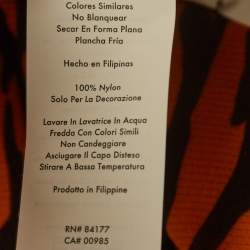 Colores Similares
No Blanquear
Secar En Forma Plana
Plancha Fría
Hecho en Filipinas
100% Nylon
Solo Per La Decorazione
Lavare In Lavatrice In Acqua
Fredda Con Colori Simili
Non Candeggiare
Asciugare Il Capo Disteso
Stirare A Bassa Temperatura
Prodotto in Filippine
RN# 84177
CA# 00985